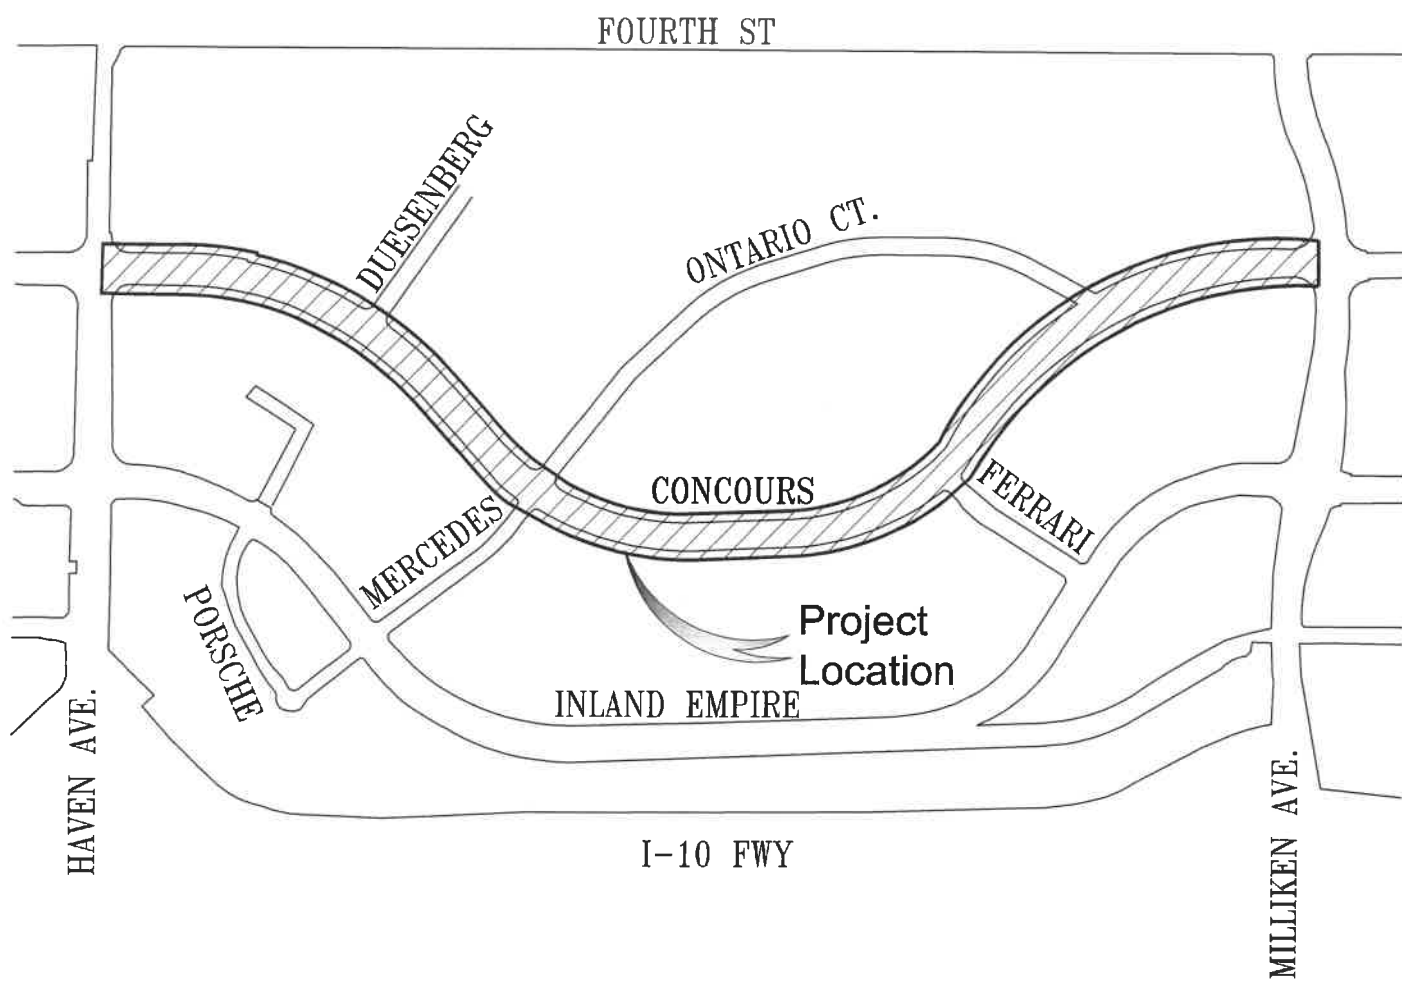 FOURTH ST
DUESENBERG
ONTARIO CT.
CONCOURS
FERRARI
MERCEDES
PORSCHE
Project
Location
INLAND EMPIRE
HAVEN AVE.
MILLIKEN AVE.
I-10 FWY